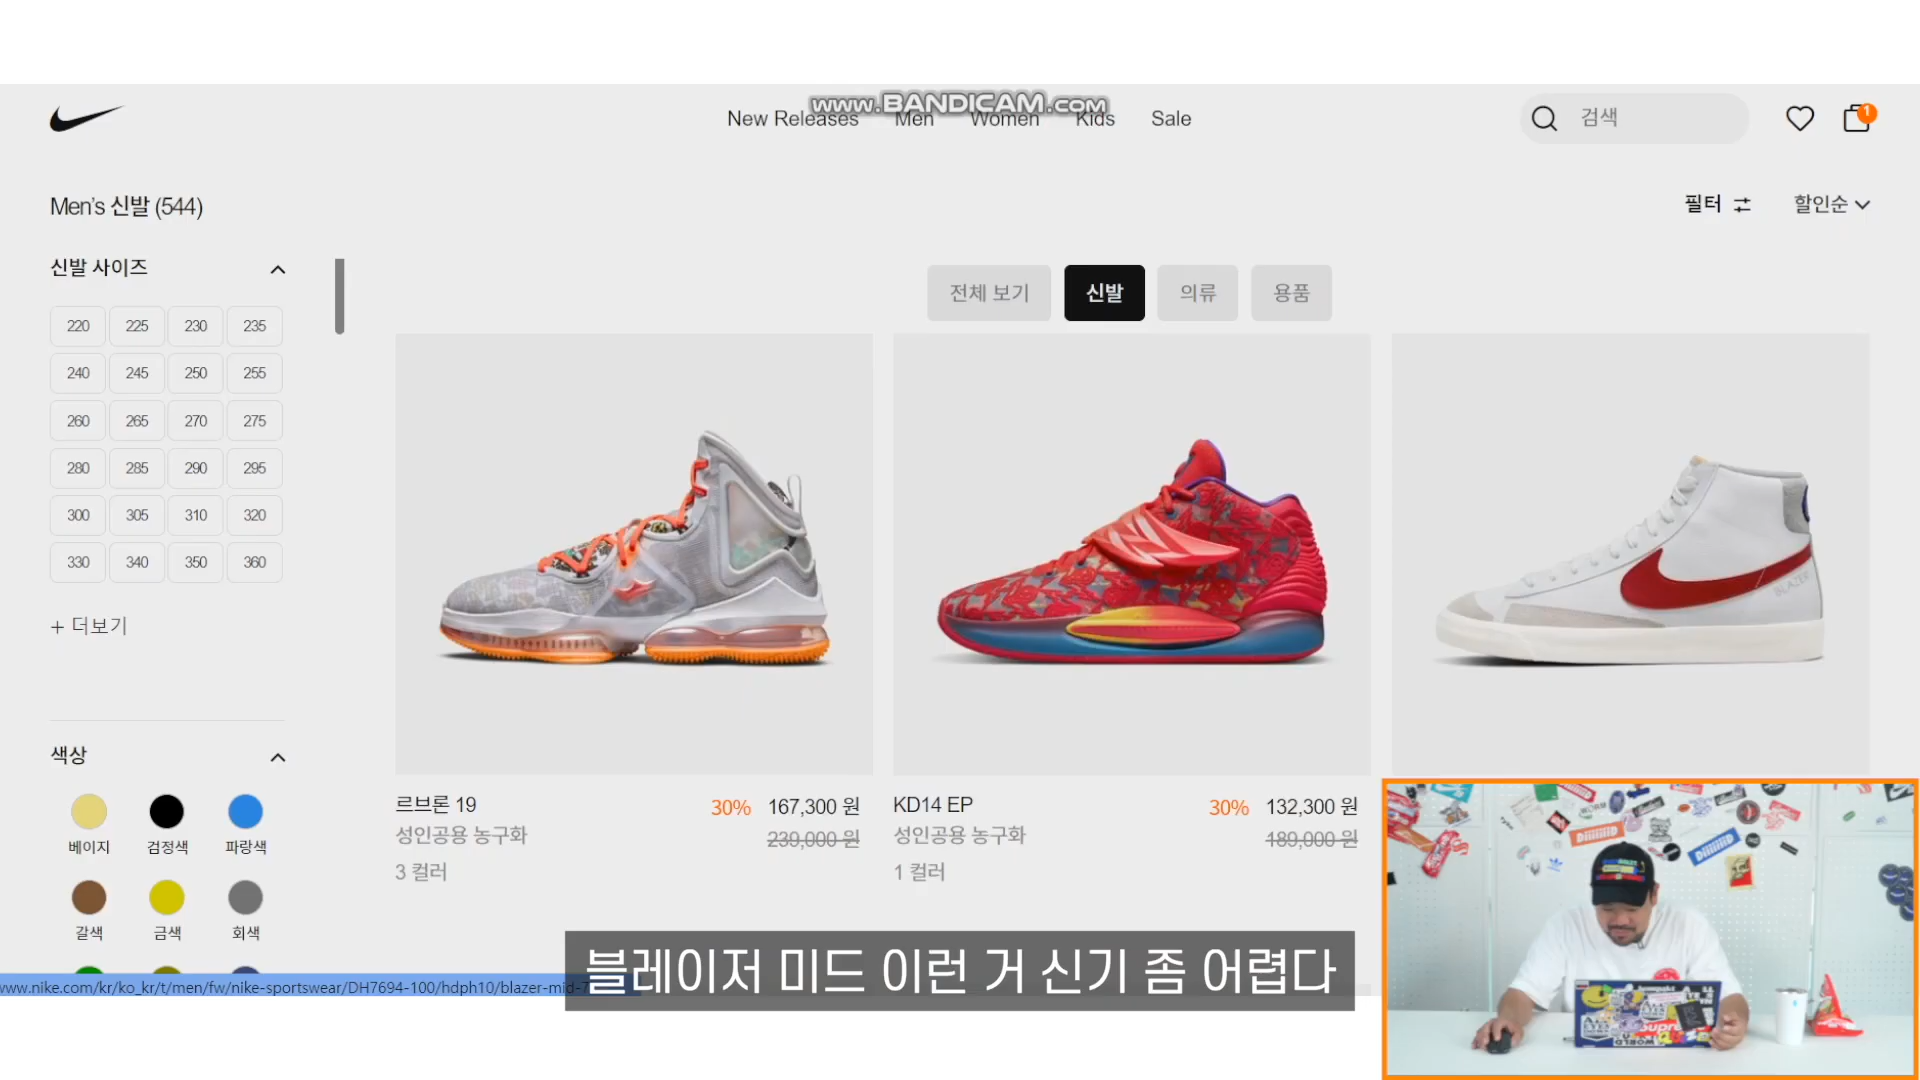 www.BANDICAM.com
New Releases Men Women Kids Sale
검색
1
Men's 신발 (544)
필터
할인순
신발 사이즈
전체 보기 신발 의류 용품
220 225 230 235
240 245 250 255
260 265 270 275
280 285 290 295
300 305 310 320
330 340 350 360
+ 더보기
색상
베이지 검정색 파랑색
갈색 금색 회색
르브론 19 30% 167,300 원
성인공용 농구화 239,000 원
3 컬러
KD14 EP 30% 132,300 원
성인공용 농구화 189,000 원
1 컬러
BLAZER
블레이저 미드 이런 거 신기 좀 어렵다
www.nike.com/kr/ko_kr/t/men/fw/nike-sportswear/DH7694-100/hdph10/blazer-mid-7